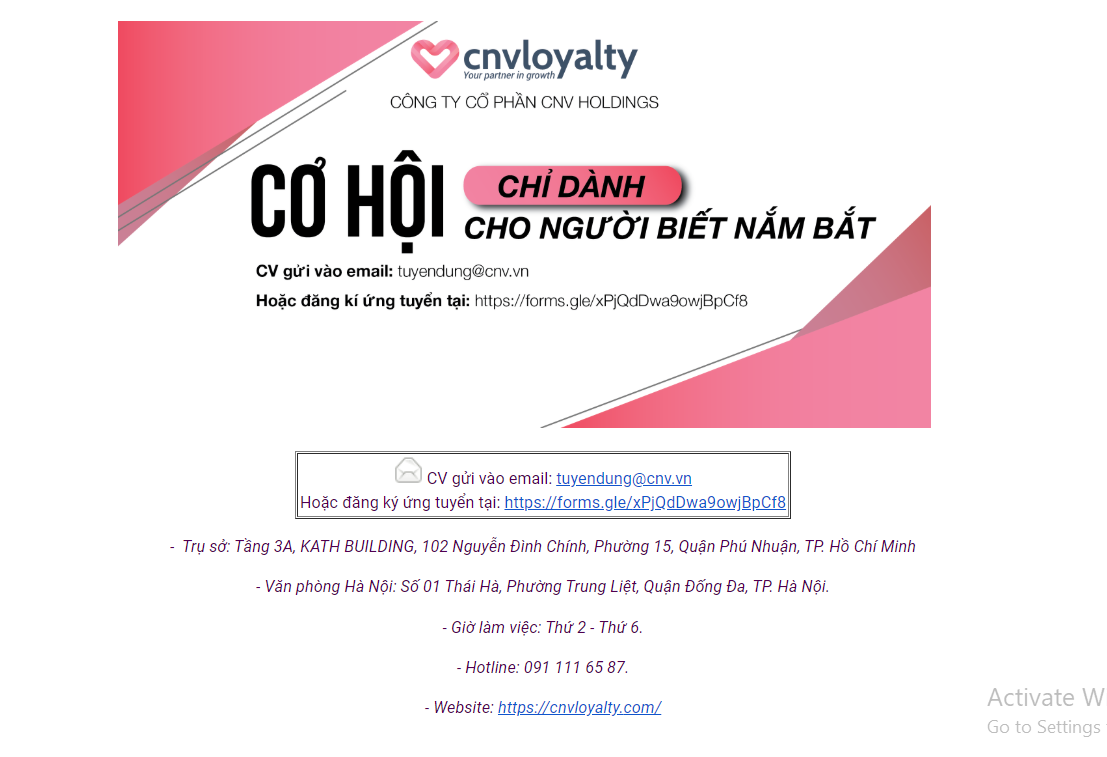 cnvloyalty
Your partner in growth
CÔNG TY CỔ PHẦN CNV HOLDINGS
CƠ HỘI
CHỈ DÀNH
CHO NGƯỜI BIẾT NẮM BẮT
CV gửi vào email: tuyendung@cnv.vn
Hoặc đăng kí ứng tuyển tại: https://forms.gle/xPjQdDwa9owjBpCf8
CV gửi vào email: tuyendung@cnv.vn
Hoặc đăng ký ứng tuyển tại: https://forms.gle/xPjQdDwa9owjBpCf8
- Trụ sở: Tầng 3A, KATH BUILDING, 102 Nguyễn Đình Chính, Phường 15, Quận Phú Nhuận, TP. Hồ Chí Minh
- Văn phòng Hà Nội: Số 01 Thái Hà, Phường Trung Liệt, Quận Đống Đa, TP. Hà Nội.
- Giờ làm việc: Thứ 2 - Thứ 6.
- Hotline: 091 111 65 87.
- Website: https://cnvloyalty.com/
Activate W
Go to Settings